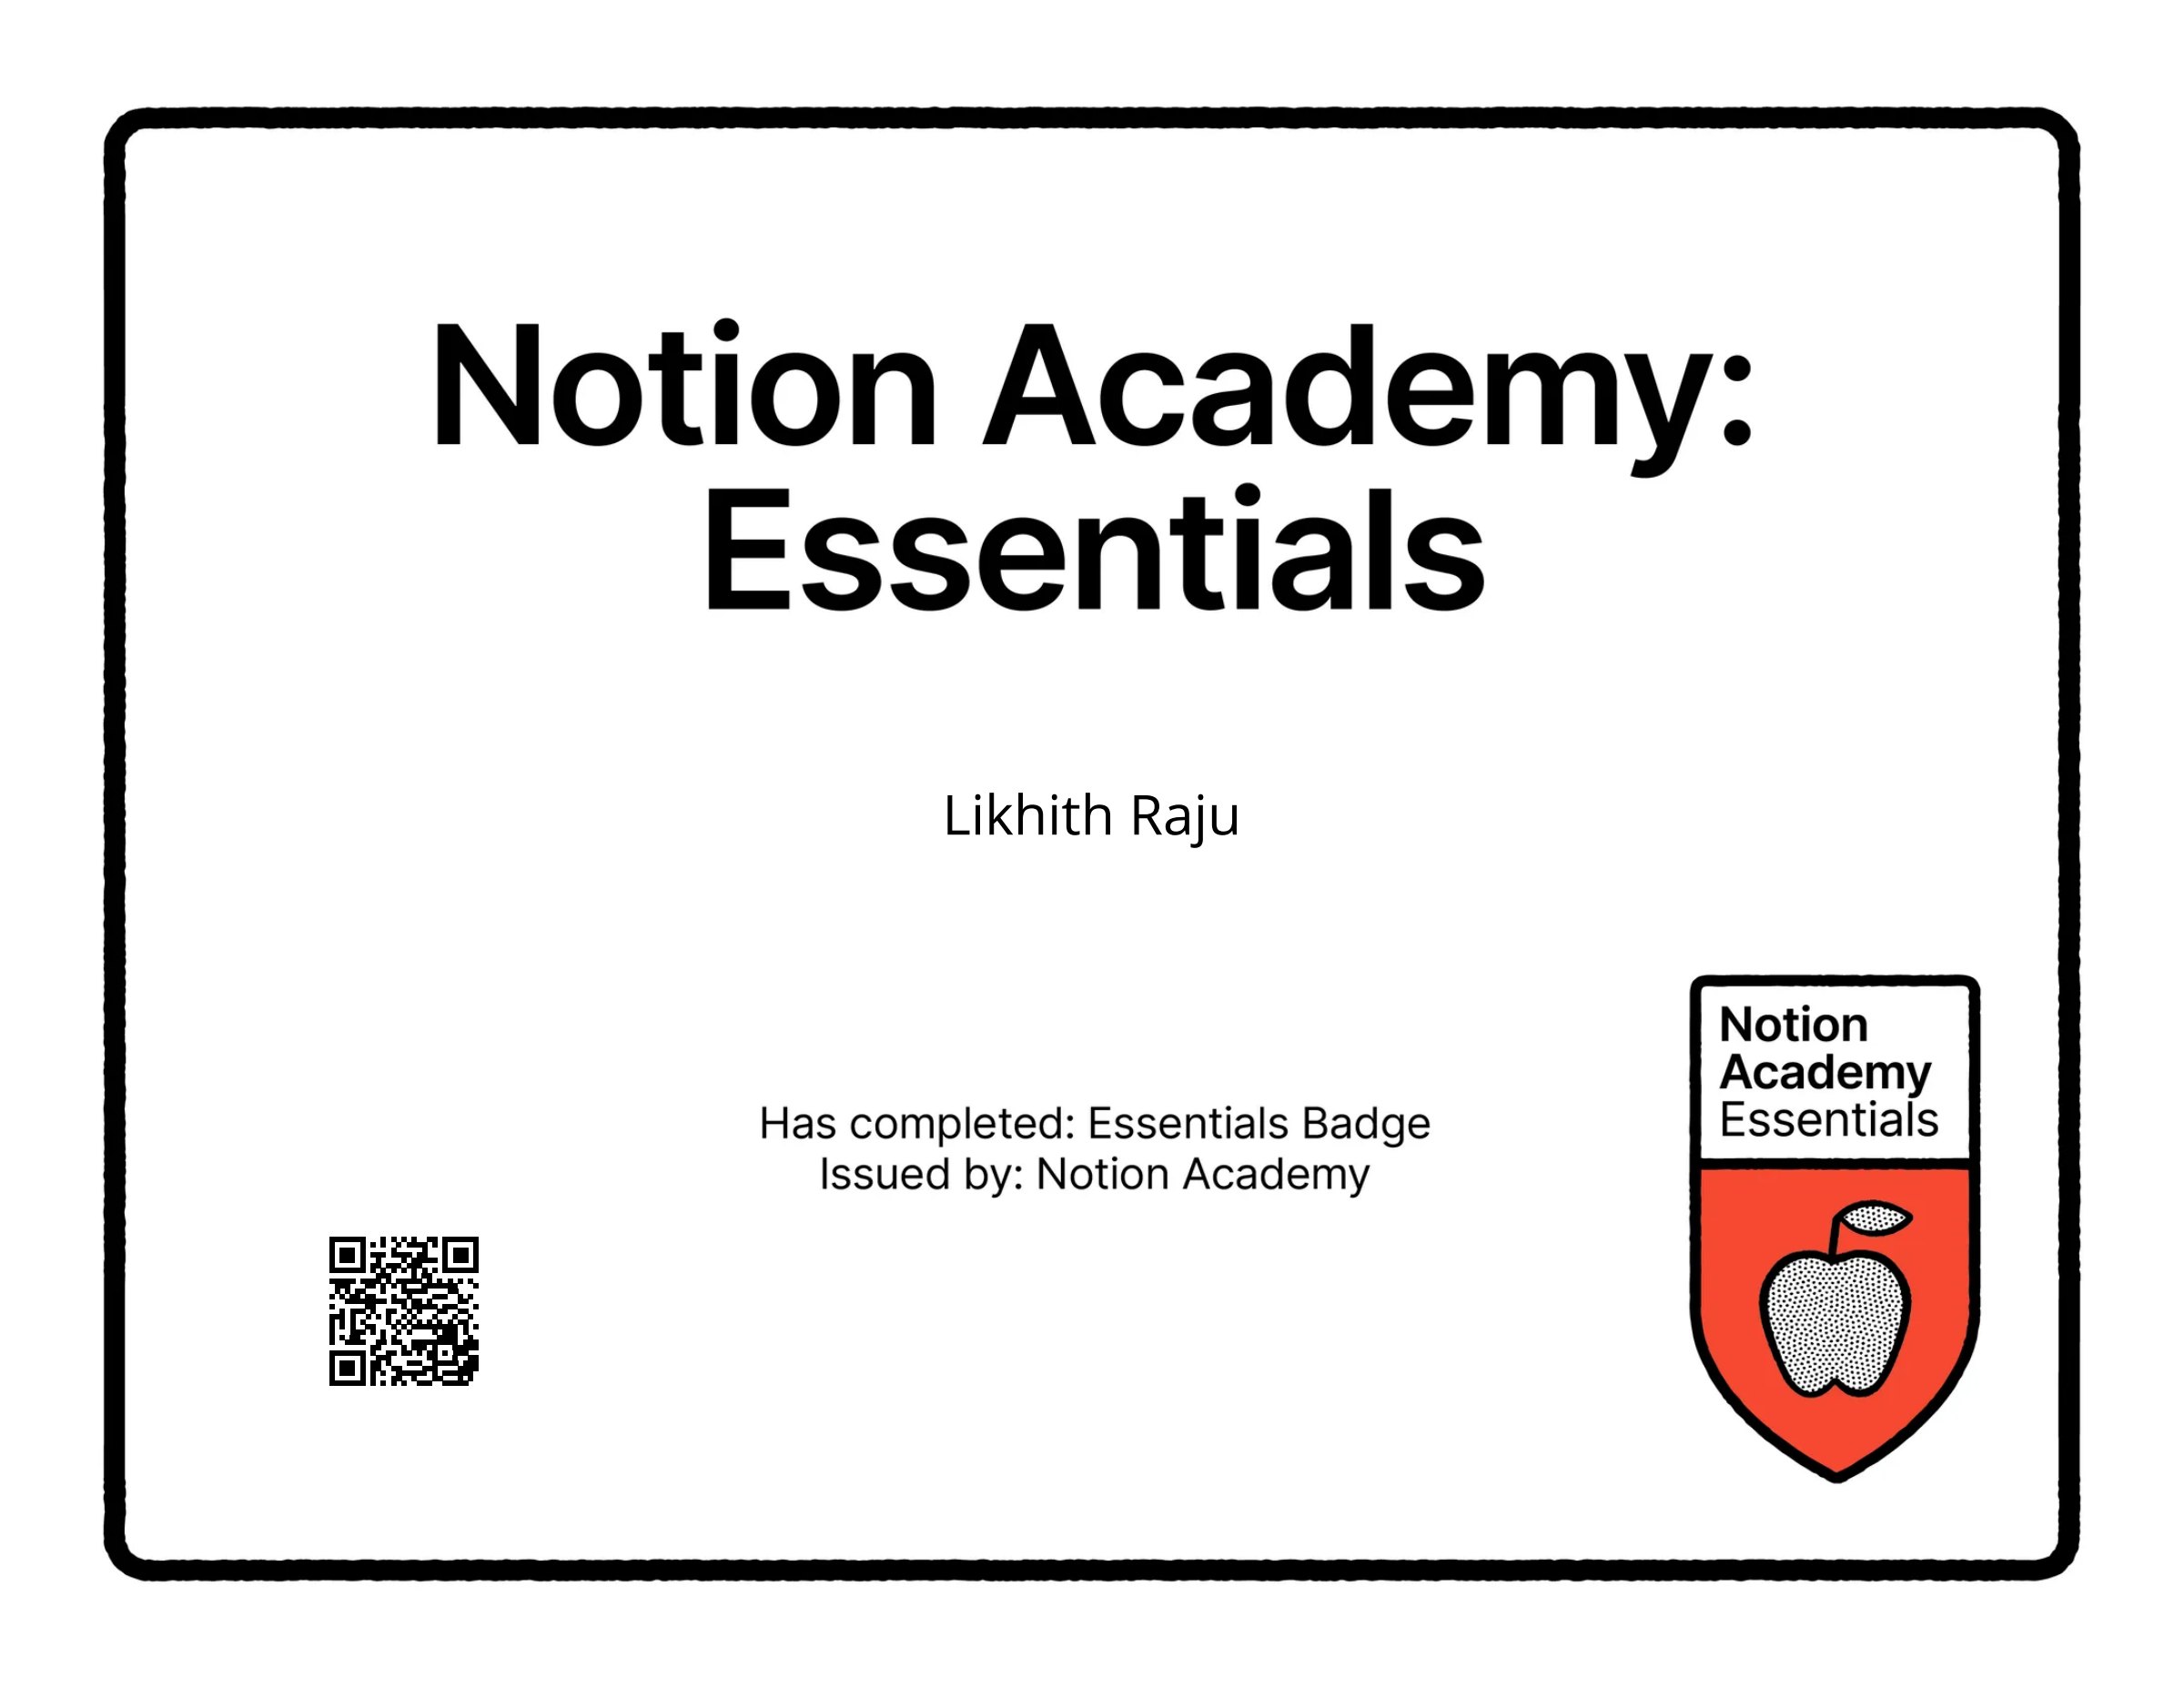 Notion Academy:
Essentials
Likhith Raju
Has completed: Essentials Badge
Issued by: Notion Academy
Notion
Academy
Essentials